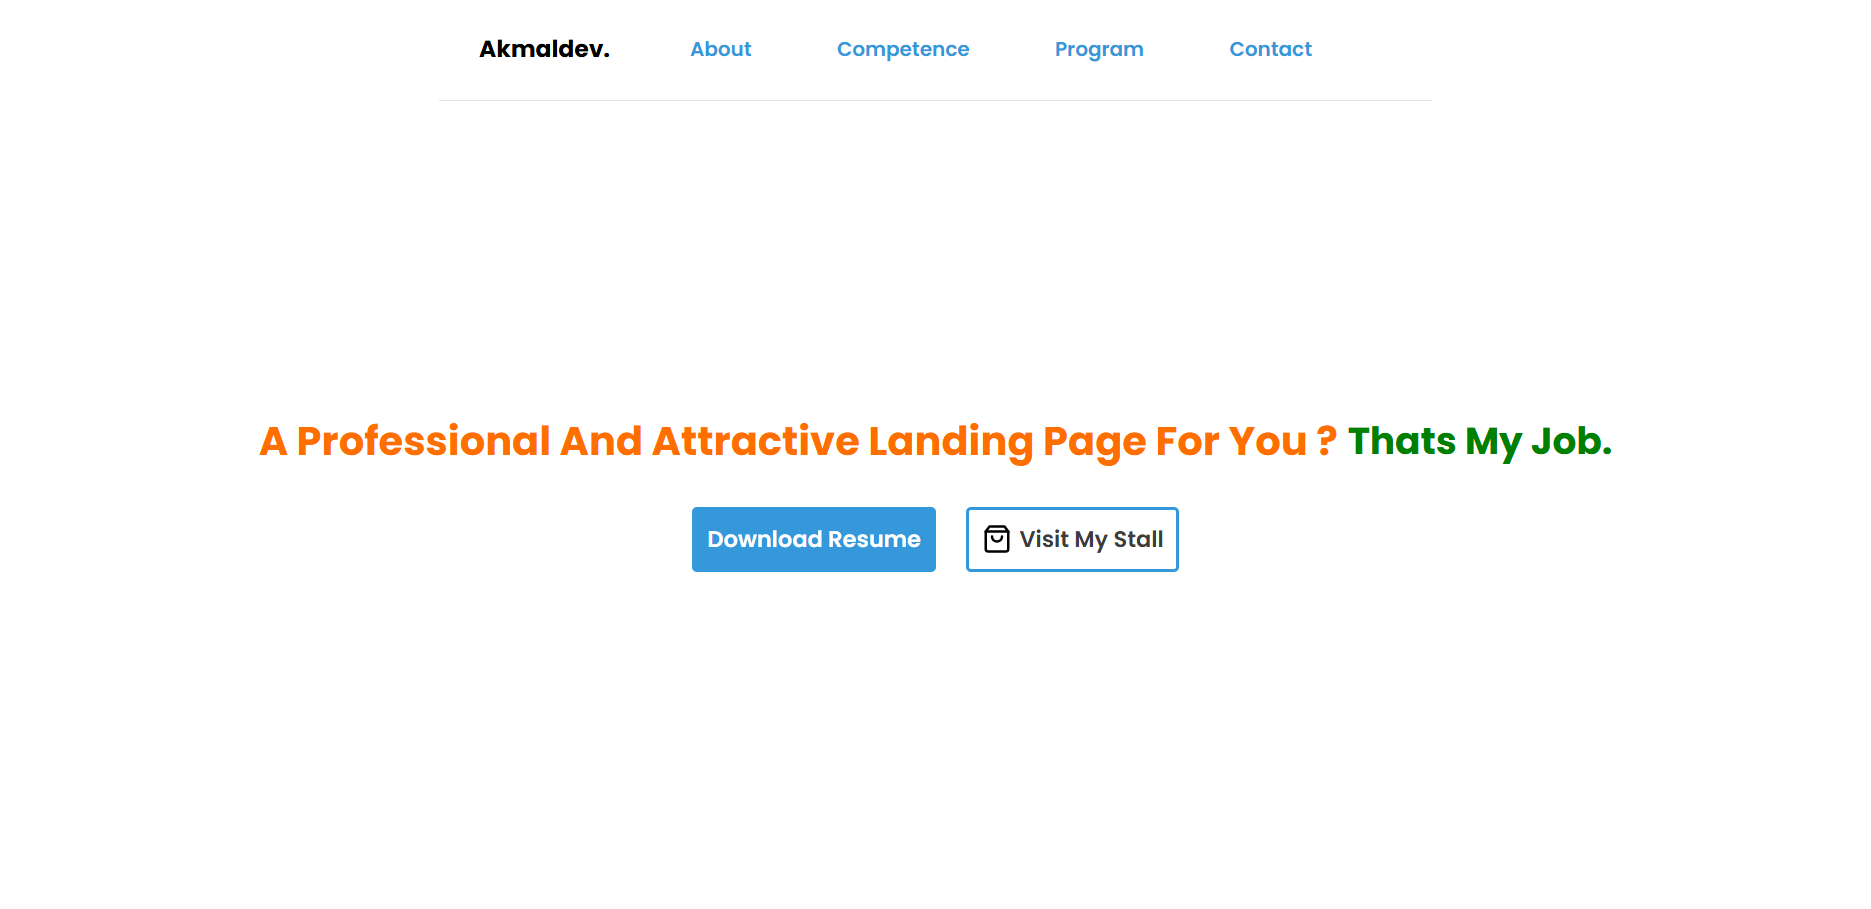 Akmaldev. About Competence Program Contact
A Professional And Attractive Landing Page For You ? Thats My Job.
Download Resume Visit My Stall